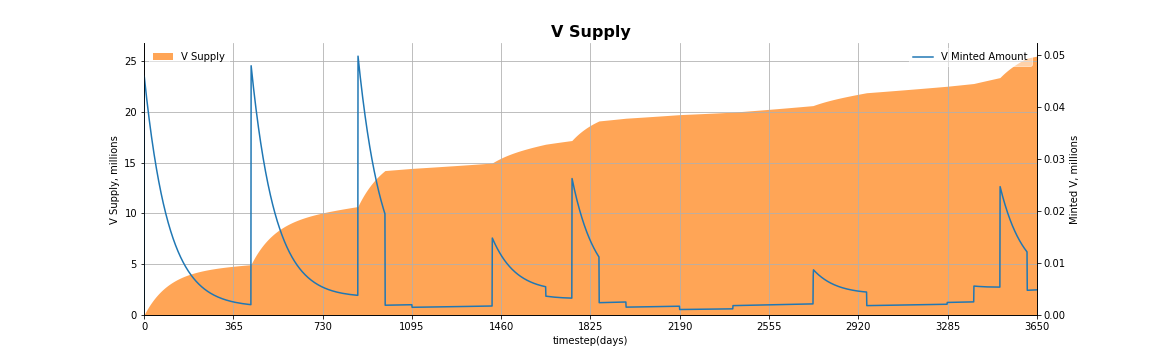 V Supply
V Supply
V Minted Amount
25
20
15
10
5
0
V Supply, millions
0.05
0.04
0.03
0.02
0.01
0.00
Minted V, millions
0 365 730 1095 1460 1825 2190 2555 2920 3285 3650
timestep(days)